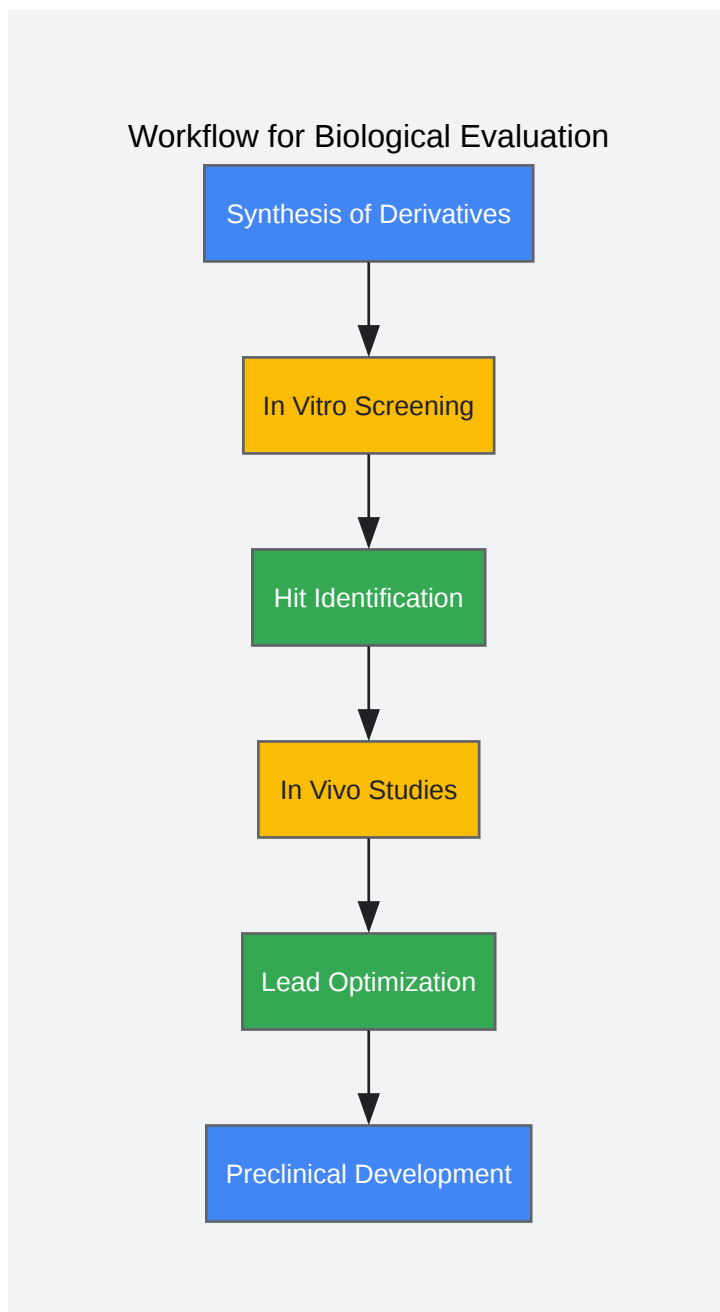 Workflow for Biological Evaluation
Synthesis of Derivatives
In Vitro Screening
Hit Identification
In Vivo Studies
Lead Optimization
Preclinical Development